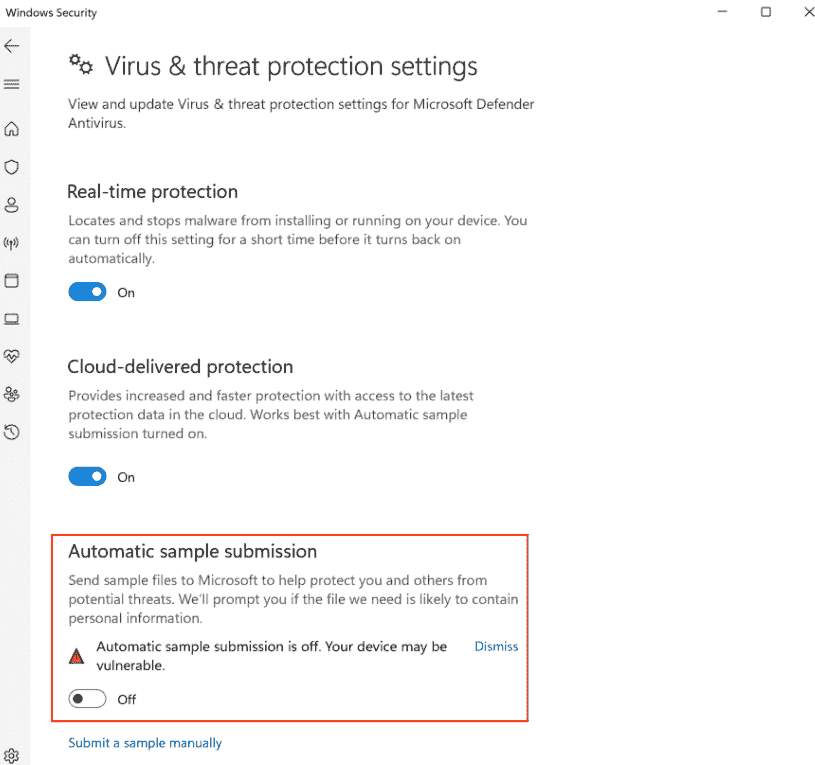 Windows Security
Virus & threat protection settings
View and update Virus & threat protection settings for Microsoft Defender
Antivirus.
Real-time protection
Locates and stops malware from installing or running on your device. You
can turn off this setting for a short time before it turns back on
automatically.
On
Cloud-delivered protection
Provides increased and faster protection with access to the latest
protection data in the cloud. Works best with Automatic sample
submission turned on.
On
Automatic sample submission
Send sample files to Microsoft to help protect you and others from
potential threats. We'll prompt you if the file we need is likely to contain
personal information.
Automatic sample submission is off. Your device may be Dismiss
vulnerable.
Off
Submit a sample manually